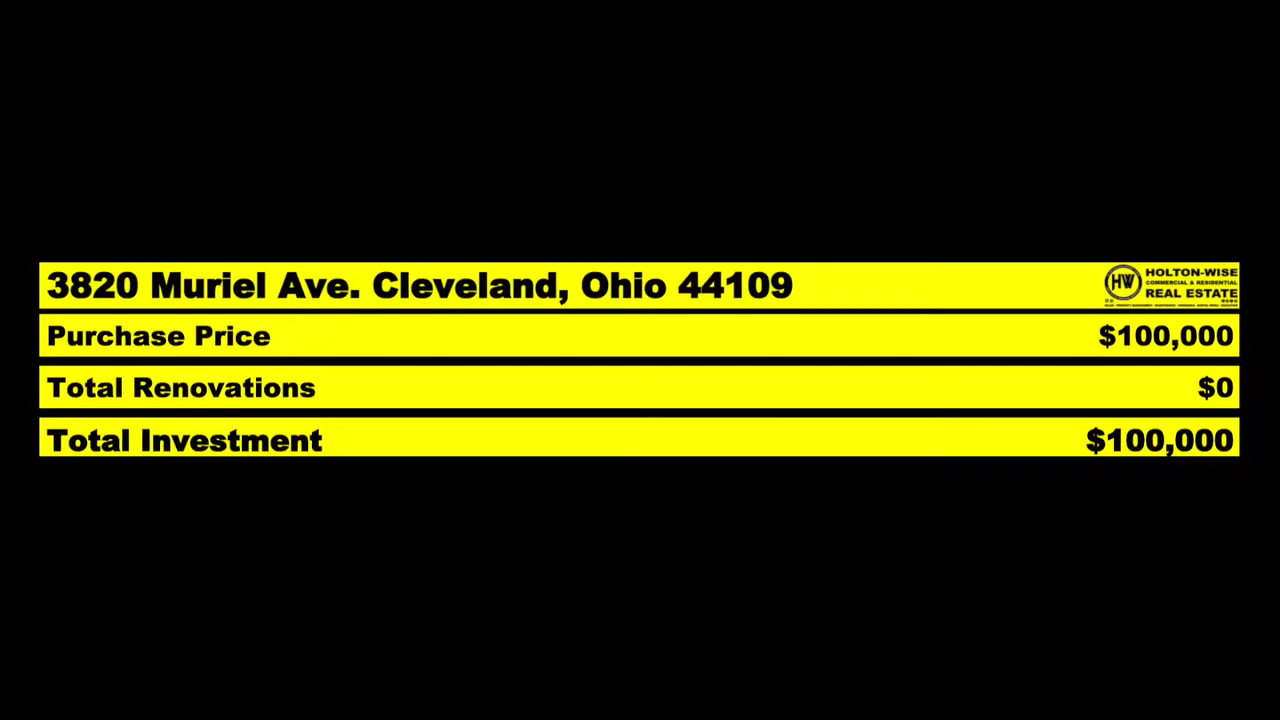 3820 Muriel Ave. Cleveland, Ohio 44109
HW
HOLTON-WISE
COMMERCIAL & RESIDENTIAL
REAL ESTATE
Purchase Price $100,000
Total Renovations $0
Total Investment $100,000